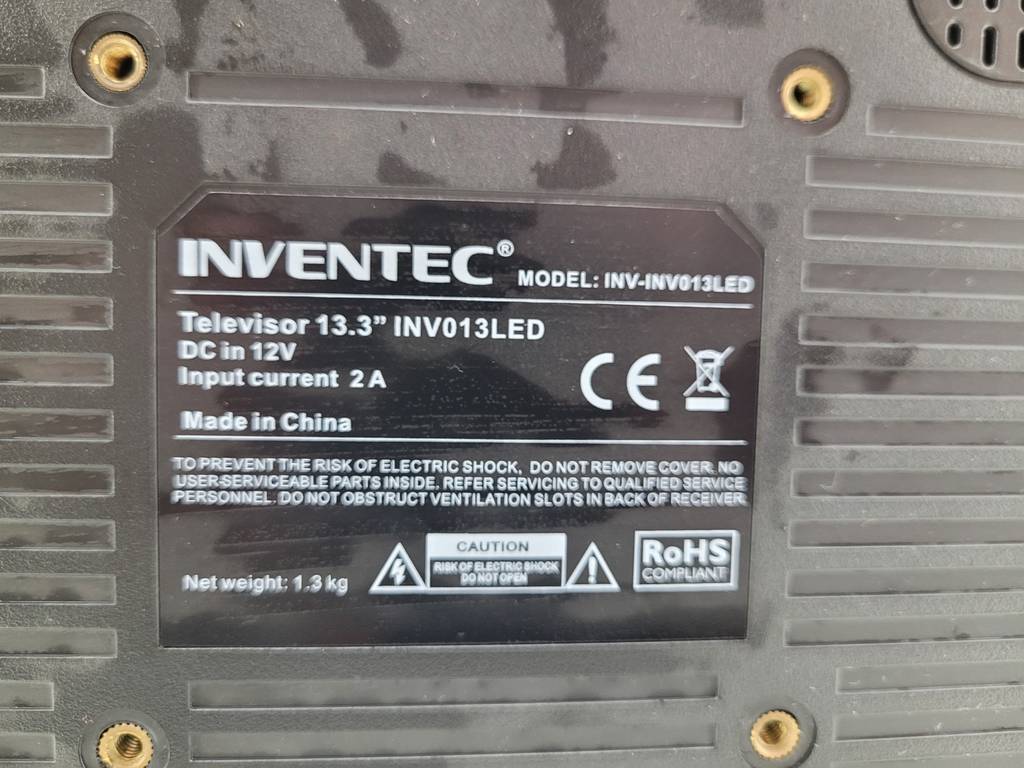 INVENTEC®
MODEL: INV-INV013LED
Televisor 13.3” INV013LED
DC in 12V
Input current 2 A
Made in China
CE
TO PREVENT THE RISK OF ELECTRIC SHOCK, DO NOT REMOVE COVER. NO
USER-SERVICEABLE PARTS INSIDE. REFER SERVICING TO QUALIFIED SERVICE
PERSONNEL. DO NOT OBSTRUCT VENTILATION SLOTS IN BACK OF RECEIVER
Net weight: 1.3 kg
CAUTION
RISK OF ELECTRIC SHOCK
DO NOT OPEN
!
RoHS
COMPLIANT